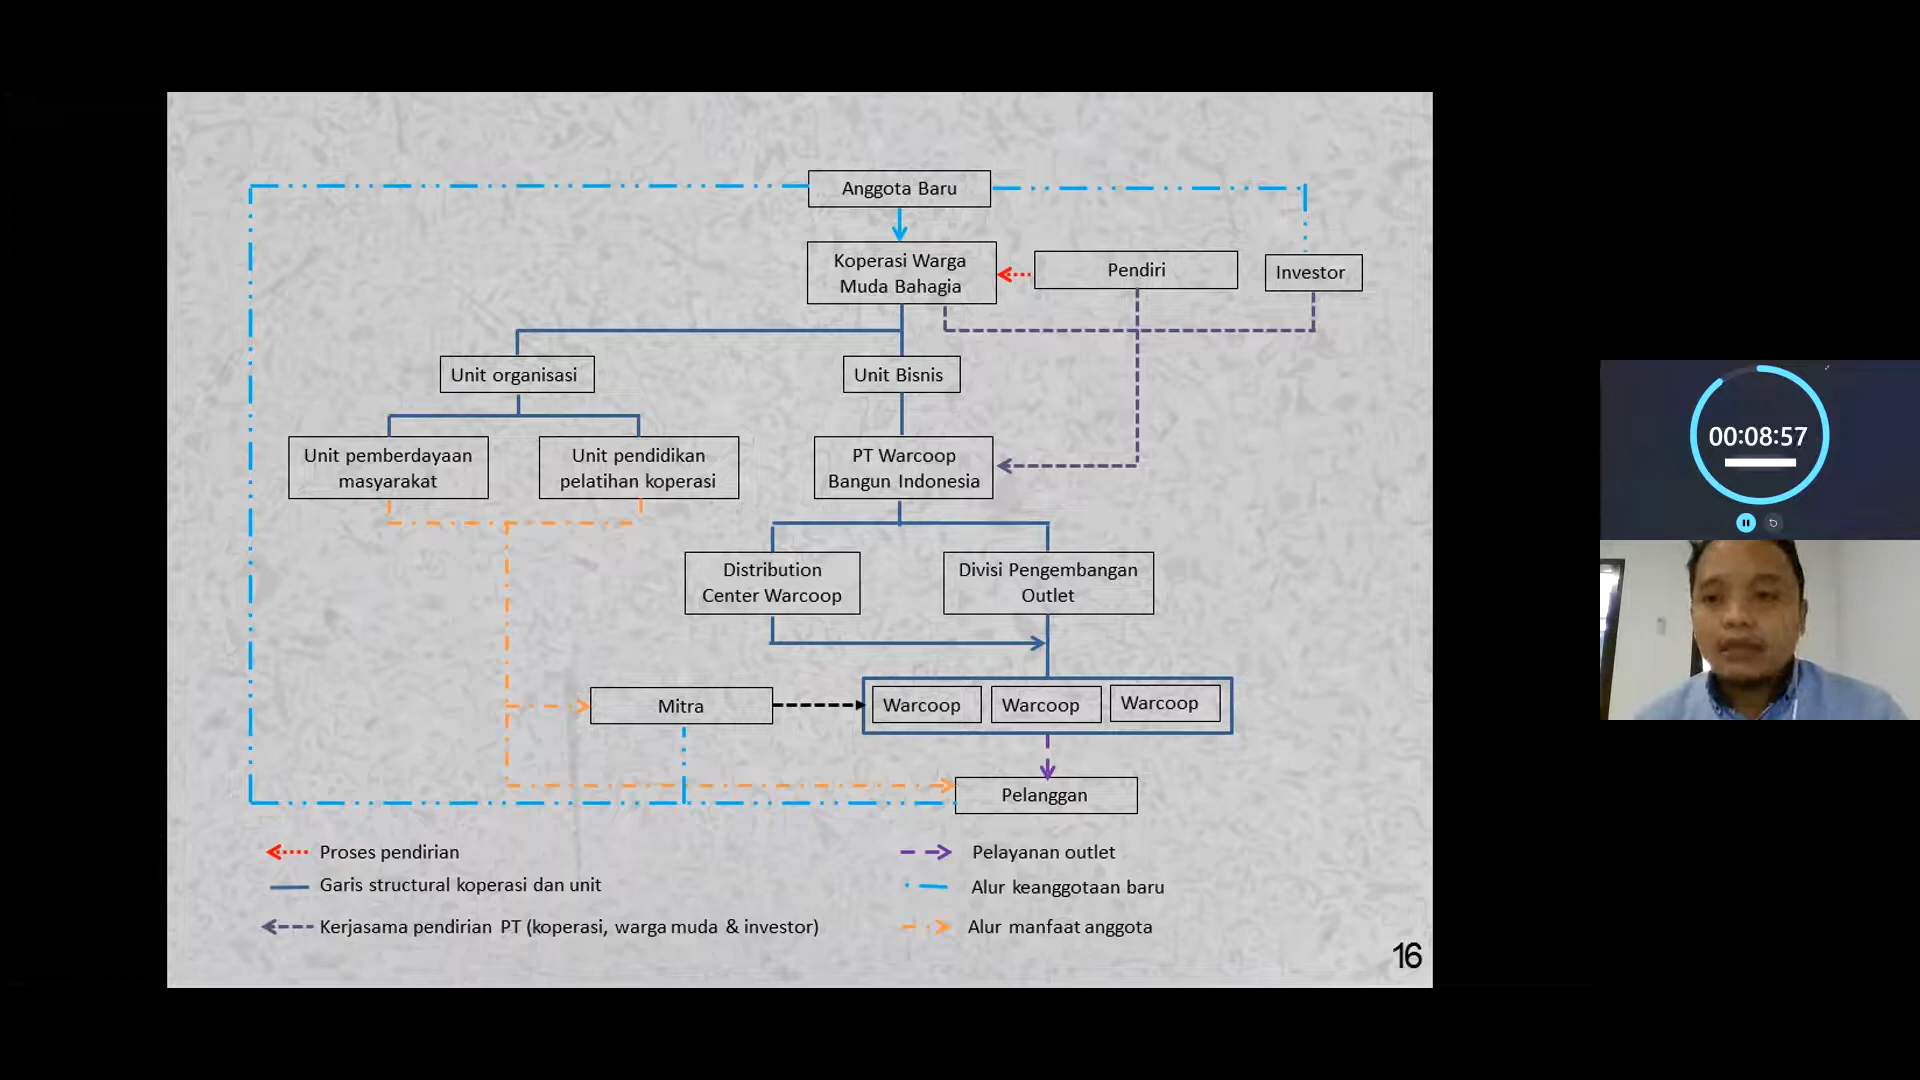 Anggota Baru
Koperasi Warga
Muda Bahagia
Pendiri
Investor
Unit organisasi
Unit Bisnis
Unit pemberdayaan
masyarakat
Unit pendidikan
pelatihan koperasi
PT Warcoop
Bangun Indonesia
00:08:57
Distribution
Center Warcoop
Divisi Pengembangan
Outlet
Mitra
Warcoop
Warcoop
Warcoop
Pelanggan
Proses pendirian
Garis structural koperasi dan unit
Kerjasama pendirian PT (koperasi, warga muda & investor)
Pelayanan outlet
Alur keanggotaan baru
Alur manfaat anggota
16